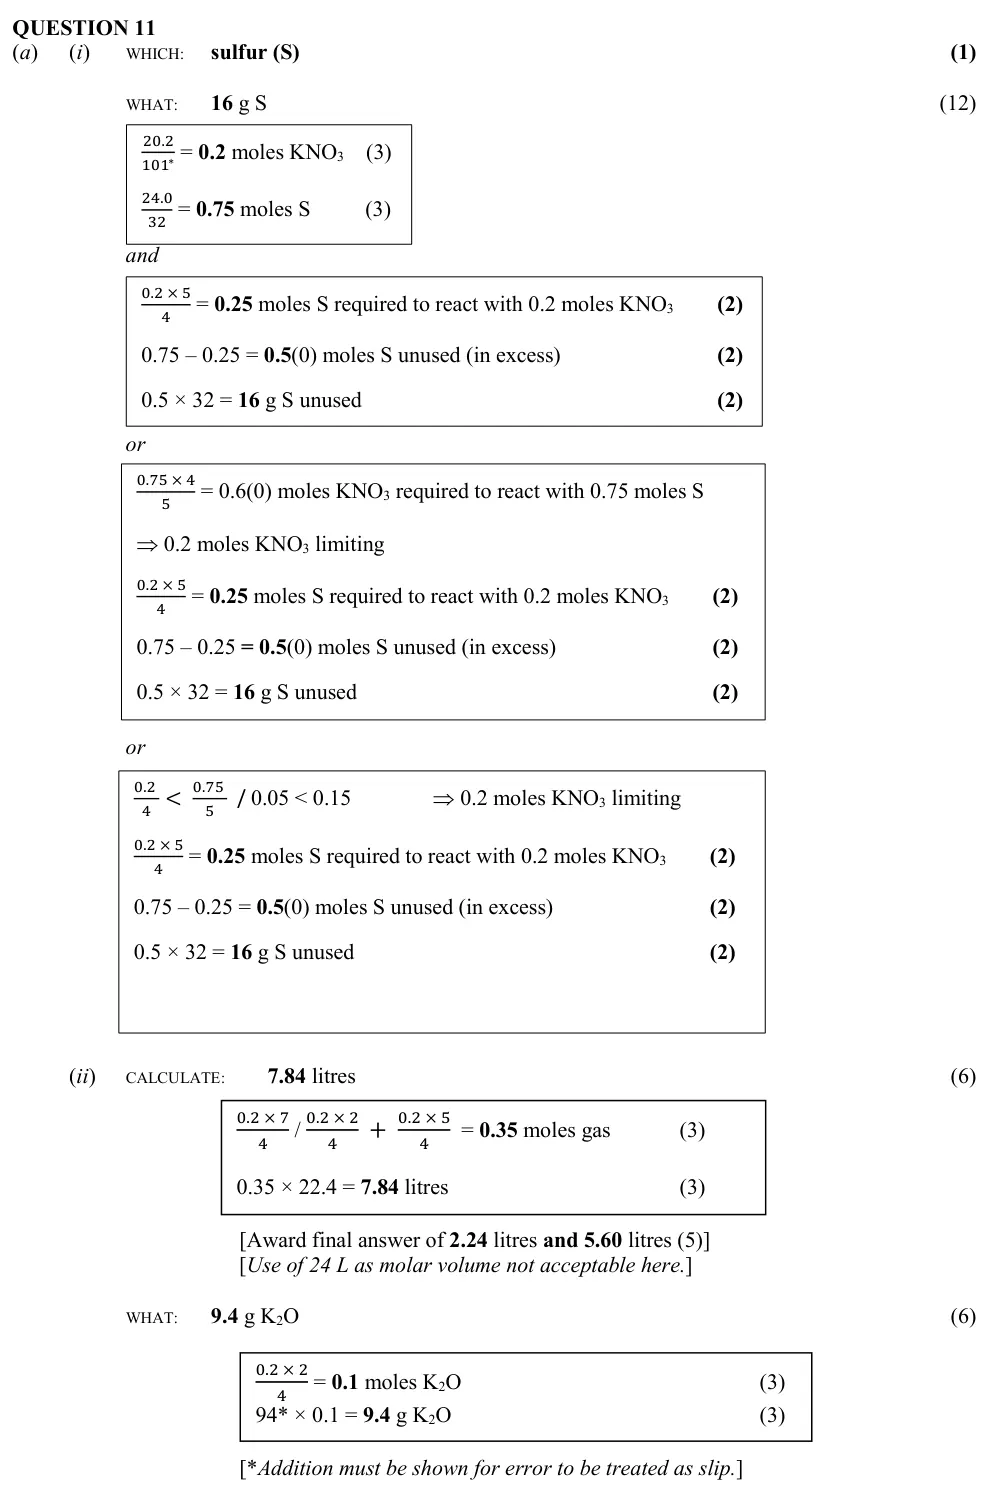 QUESTION 11
(a) (i) WHICH: sulfur (S) (1)
WHAT: 16 g S (12)
20.2/101* = 0.2 moles KNO₃ (3)
24.0/32 = 0.75 moles S (3)
and
0.2 × 5/4 = 0.25 moles S required to react with 0.2 moles KNO₃ (2)
0.75 – 0.25 = 0.5(0) moles S unused (in excess) (2)
0.5 × 32 = 16 g S unused (2)
or
0.75 × 4/5 = 0.6(0) moles KNO₃ required to react with 0.75 moles S
⇒ 0.2 moles KNO₃ limiting
0.2 × 5/4 = 0.25 moles S required to react with 0.2 moles KNO₃ (2)
0.75 – 0.25 = 0.5(0) moles S unused (in excess) (2)
0.5 × 32 = 16 g S unused (2)
or
0.2/4 < 0.75/5 / 0.05 < 0.15 ⇒ 0.2 moles KNO₃ limiting
0.2 × 5/4 = 0.25 moles S required to react with 0.2 moles KNO₃ (2)
0.75 – 0.25 = 0.5(0) moles S unused (in excess) (2)
0.5 × 32 = 16 g S unused (2)
(ii) CALCULATE: 7.84 litres (6)
0.2 × 7/4 / 0.2 × 2/4 + 0.2 × 5/4 = 0.35 moles gas (3)
0.35 × 22.4 = 7.84 litres (3)
[Award final answer of 2.24 litres and 5.60 litres (5)]
[Use of 24 L as molar volume not acceptable here.]
WHAT: 9.4 g K₂O (6)
0.2 × 2/4 = 0.1 moles K₂O (3)
94* × 0.1 = 9.4 g K₂O (3)
[*Addition must be shown for error to be treated as slip.]